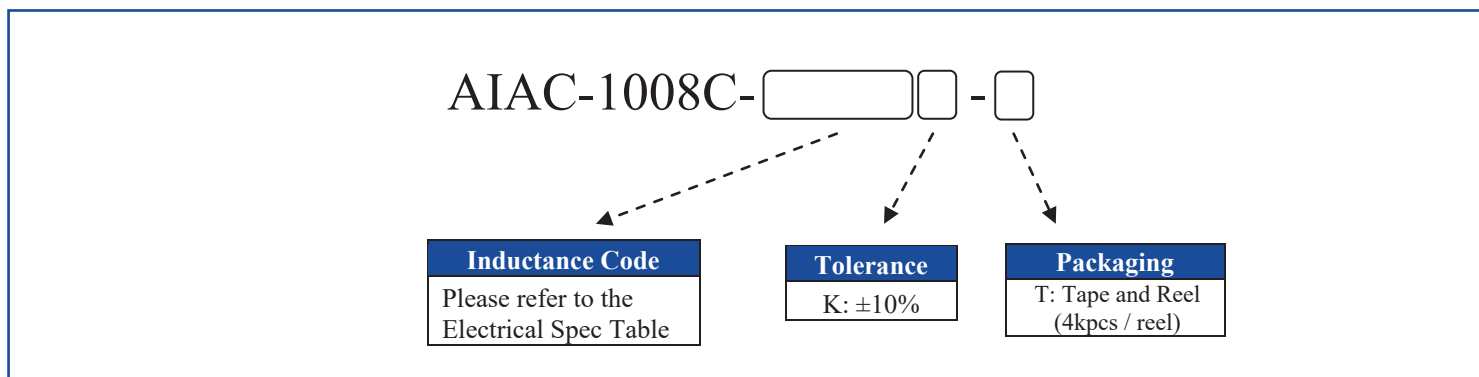 AIAC-1008C- -
Inductance Code
Please refer to the
Electrical Spec Table
Tolerance
K: ±10%
Packaging
T: Tape and Reel
(4kpcs / reel)